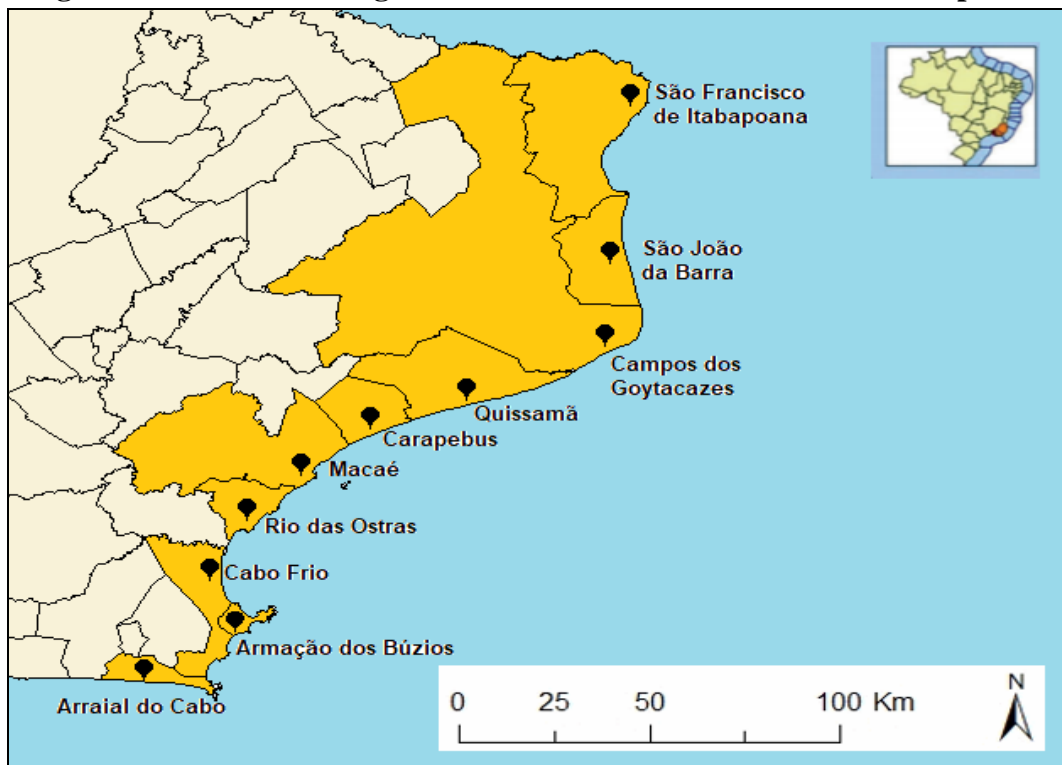 São Francisco
de Itabapoana
São João
da Barra
Campos dos
Goytacazes
Quissamã
Carapebus
Macaé
Rio das Ostras
Cabo Frio
Armação dos Búzios
Arraial do Cabo
0 25 50 100 Km
N